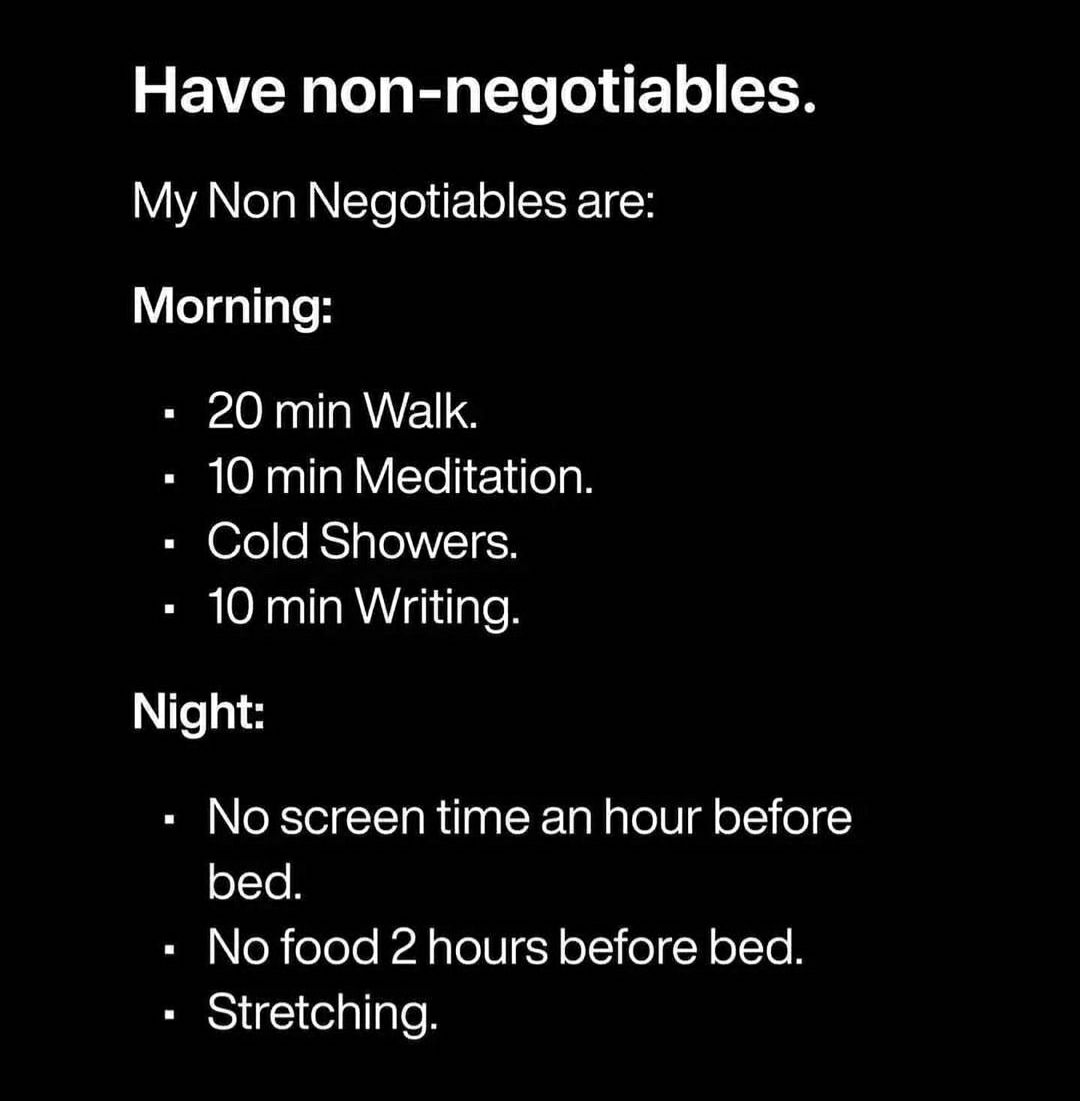 Have non-negotiables.
My Non Negotiables are:
Morning:
▪ 20 min Walk.
▪ 10 min Meditation.
▪ Cold Showers.
▪ 10 min Writing.
Night:
▪ No screen time an hour before
bed.
▪ No food 2 hours before bed.
▪ Stretching.